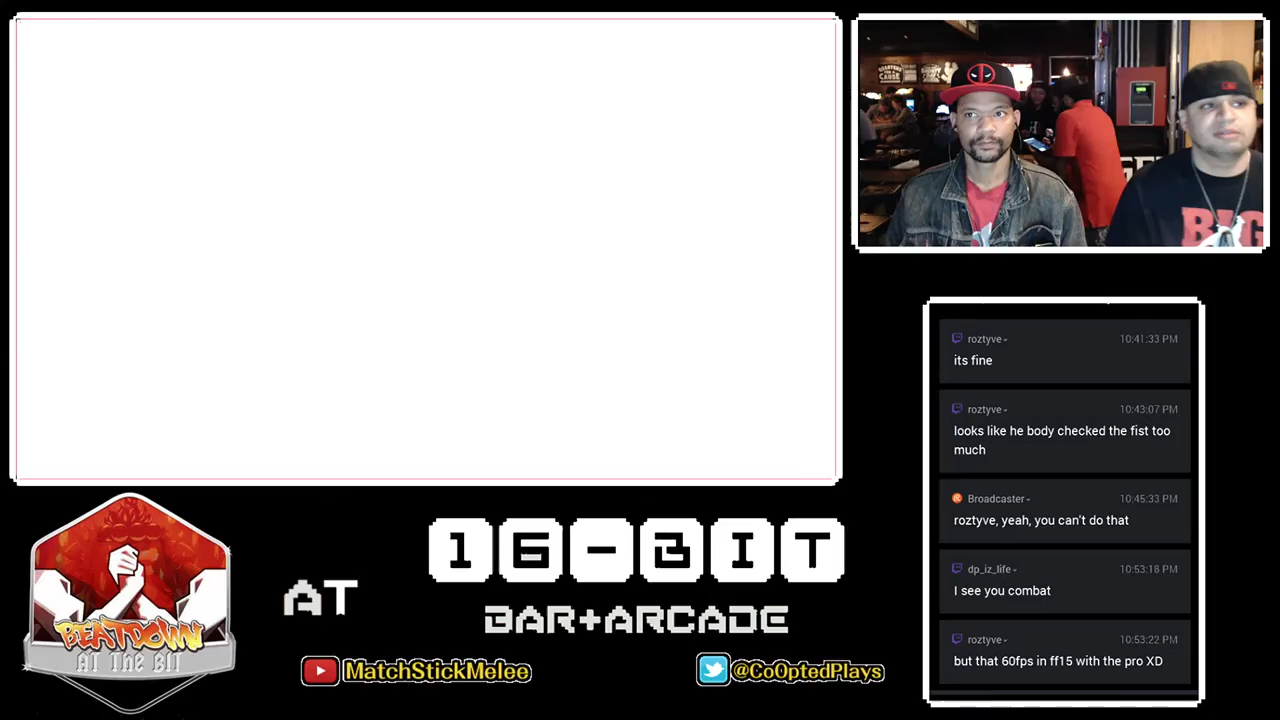 BIG
roztyve
10:41:33 PM
its fine
roztyve
10:43:07 PM
looks like he body checked the fist too
much
Broadcaster
10:45:33 PM
roztyve, yeah, you can't do that
dp_iz_life
10:53:18 PM
I see you combat
roztyve
10:53:22 PM
but that 60fps in ff15 with the pro XD
BEATDOWN
AT THE BIT
AT
16-BIT
BAR+ARCADE
MatchStickMelee
@CoOptedPlays